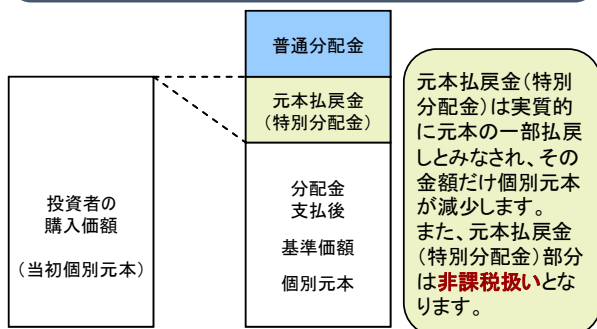 普通分配金
元本払戻金
(特別分配金)
投資者の
購入価額
(当初個別元本)
分配金
支払後
基準価額
個別元本
元本払戻金(特別
分配金)は実質的
に元本の一部払戻
しとみなされ、その
金額だけ個別元本
が減少します。
また、元本払戻金
(特別分配金)部分
は非課税扱いとな
ります。